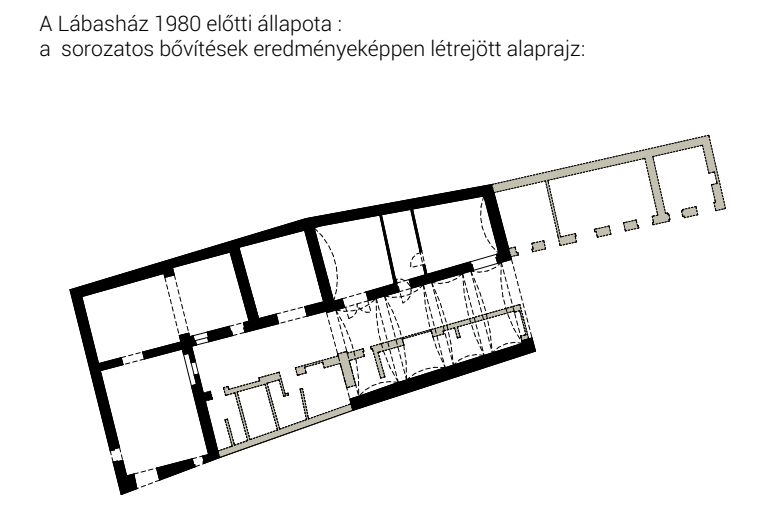 A Lábasház 1980 előtti állapota :
a  sorozatos bővítések eredményeképpen létrejött alaprajz: